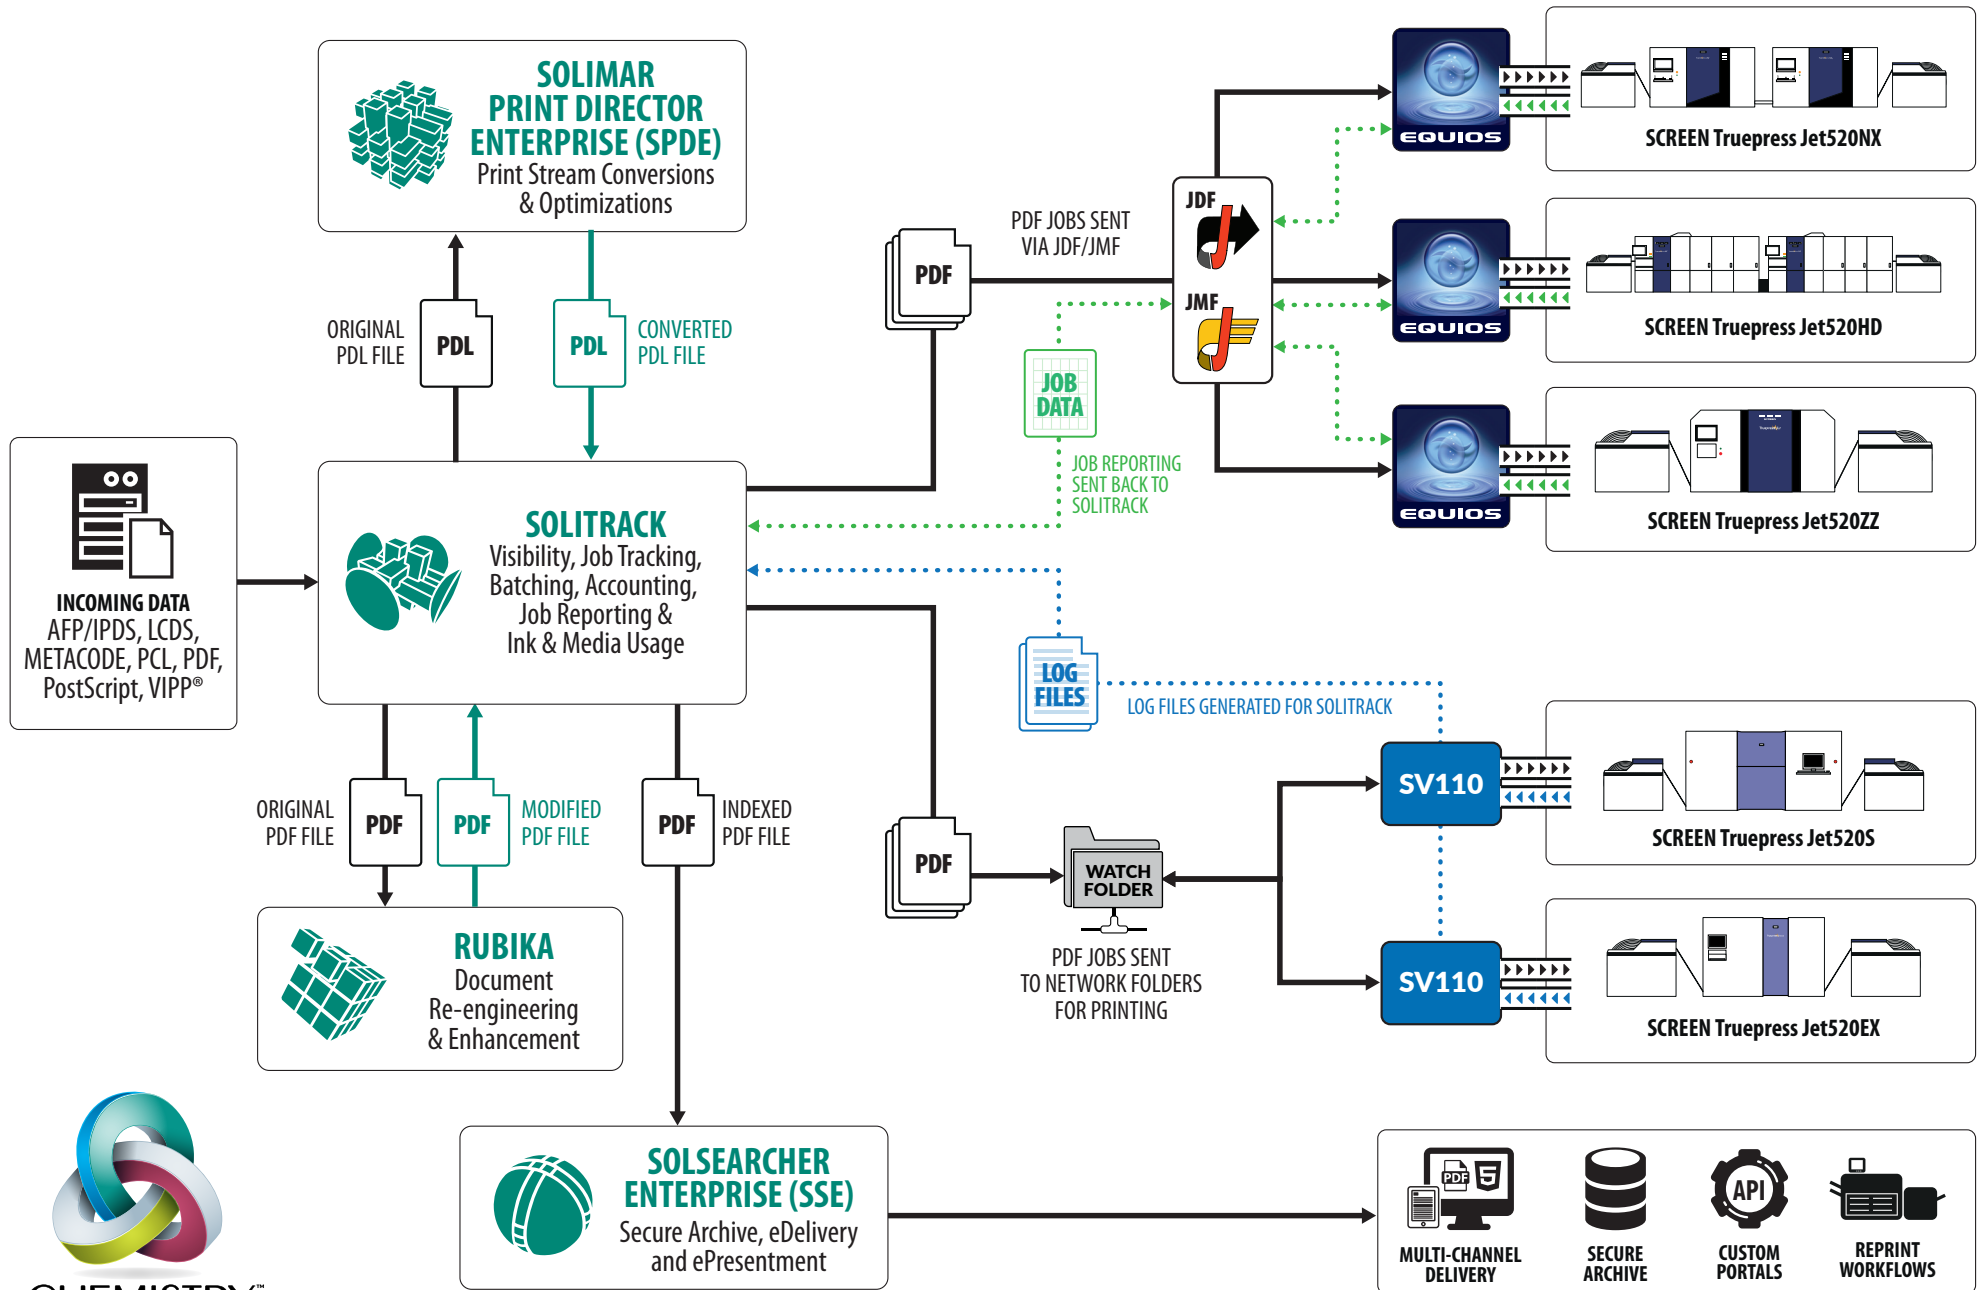 SOLIMAR
PRINT DIRECTOR
ENTERPRISE (SPDE)
Print Stream Conversions
& Optimizations
ORIGINAL
PDL FILE
PDL
PDL
CONVERTED
PDL FILE
INCOMING DATA
AFP/IPDS, LCDS,
METACODE, PCL, PDF,
PostScript, VIPP®
SOLITRACK
Visibility, Job Tracking,
Batching, Accounting,
Job Reporting &
Ink & Media Usage
ORIGINAL
PDF FILE
PDF
PDF
MODIFIED
PDF FILE
PDF
INDEXED
PDF FILE
RUBIKA
Document
Re-engineering
& Enhancement
SOLSEARCHER
ENTERPRISE (SSE)
Secure Archive, eDelivery
and ePresentment
CHEMISTRY™
PDF
PDF JOBS SENT
VIA JDF/JMF
JDF
JMF
JOB
DATA
JOB REPORTING
SENT BACK TO
SOLITRACK
EQUIOS
SCREEN Truepress Jet520NX
EQUIOS
SCREEN Truepress Jet520HD
EQUIOS
SCREEN Truepress Jet520ZZ
LOG
FILES
LOG FILES GENERATED FOR SOLITRACK
PDF
WATCH
FOLDER
PDF JOBS SENT
TO NETWORK FOLDERS
FOR PRINTING
SV110
SCREEN Truepress Jet520S
SV110
SCREEN Truepress Jet520EX
PDF
5
API
MULTI-CHANNEL
DELIVERY
SECURE
ARCHIVE
CUSTOM
PORTALS
REPRINT
WORKFLOWS